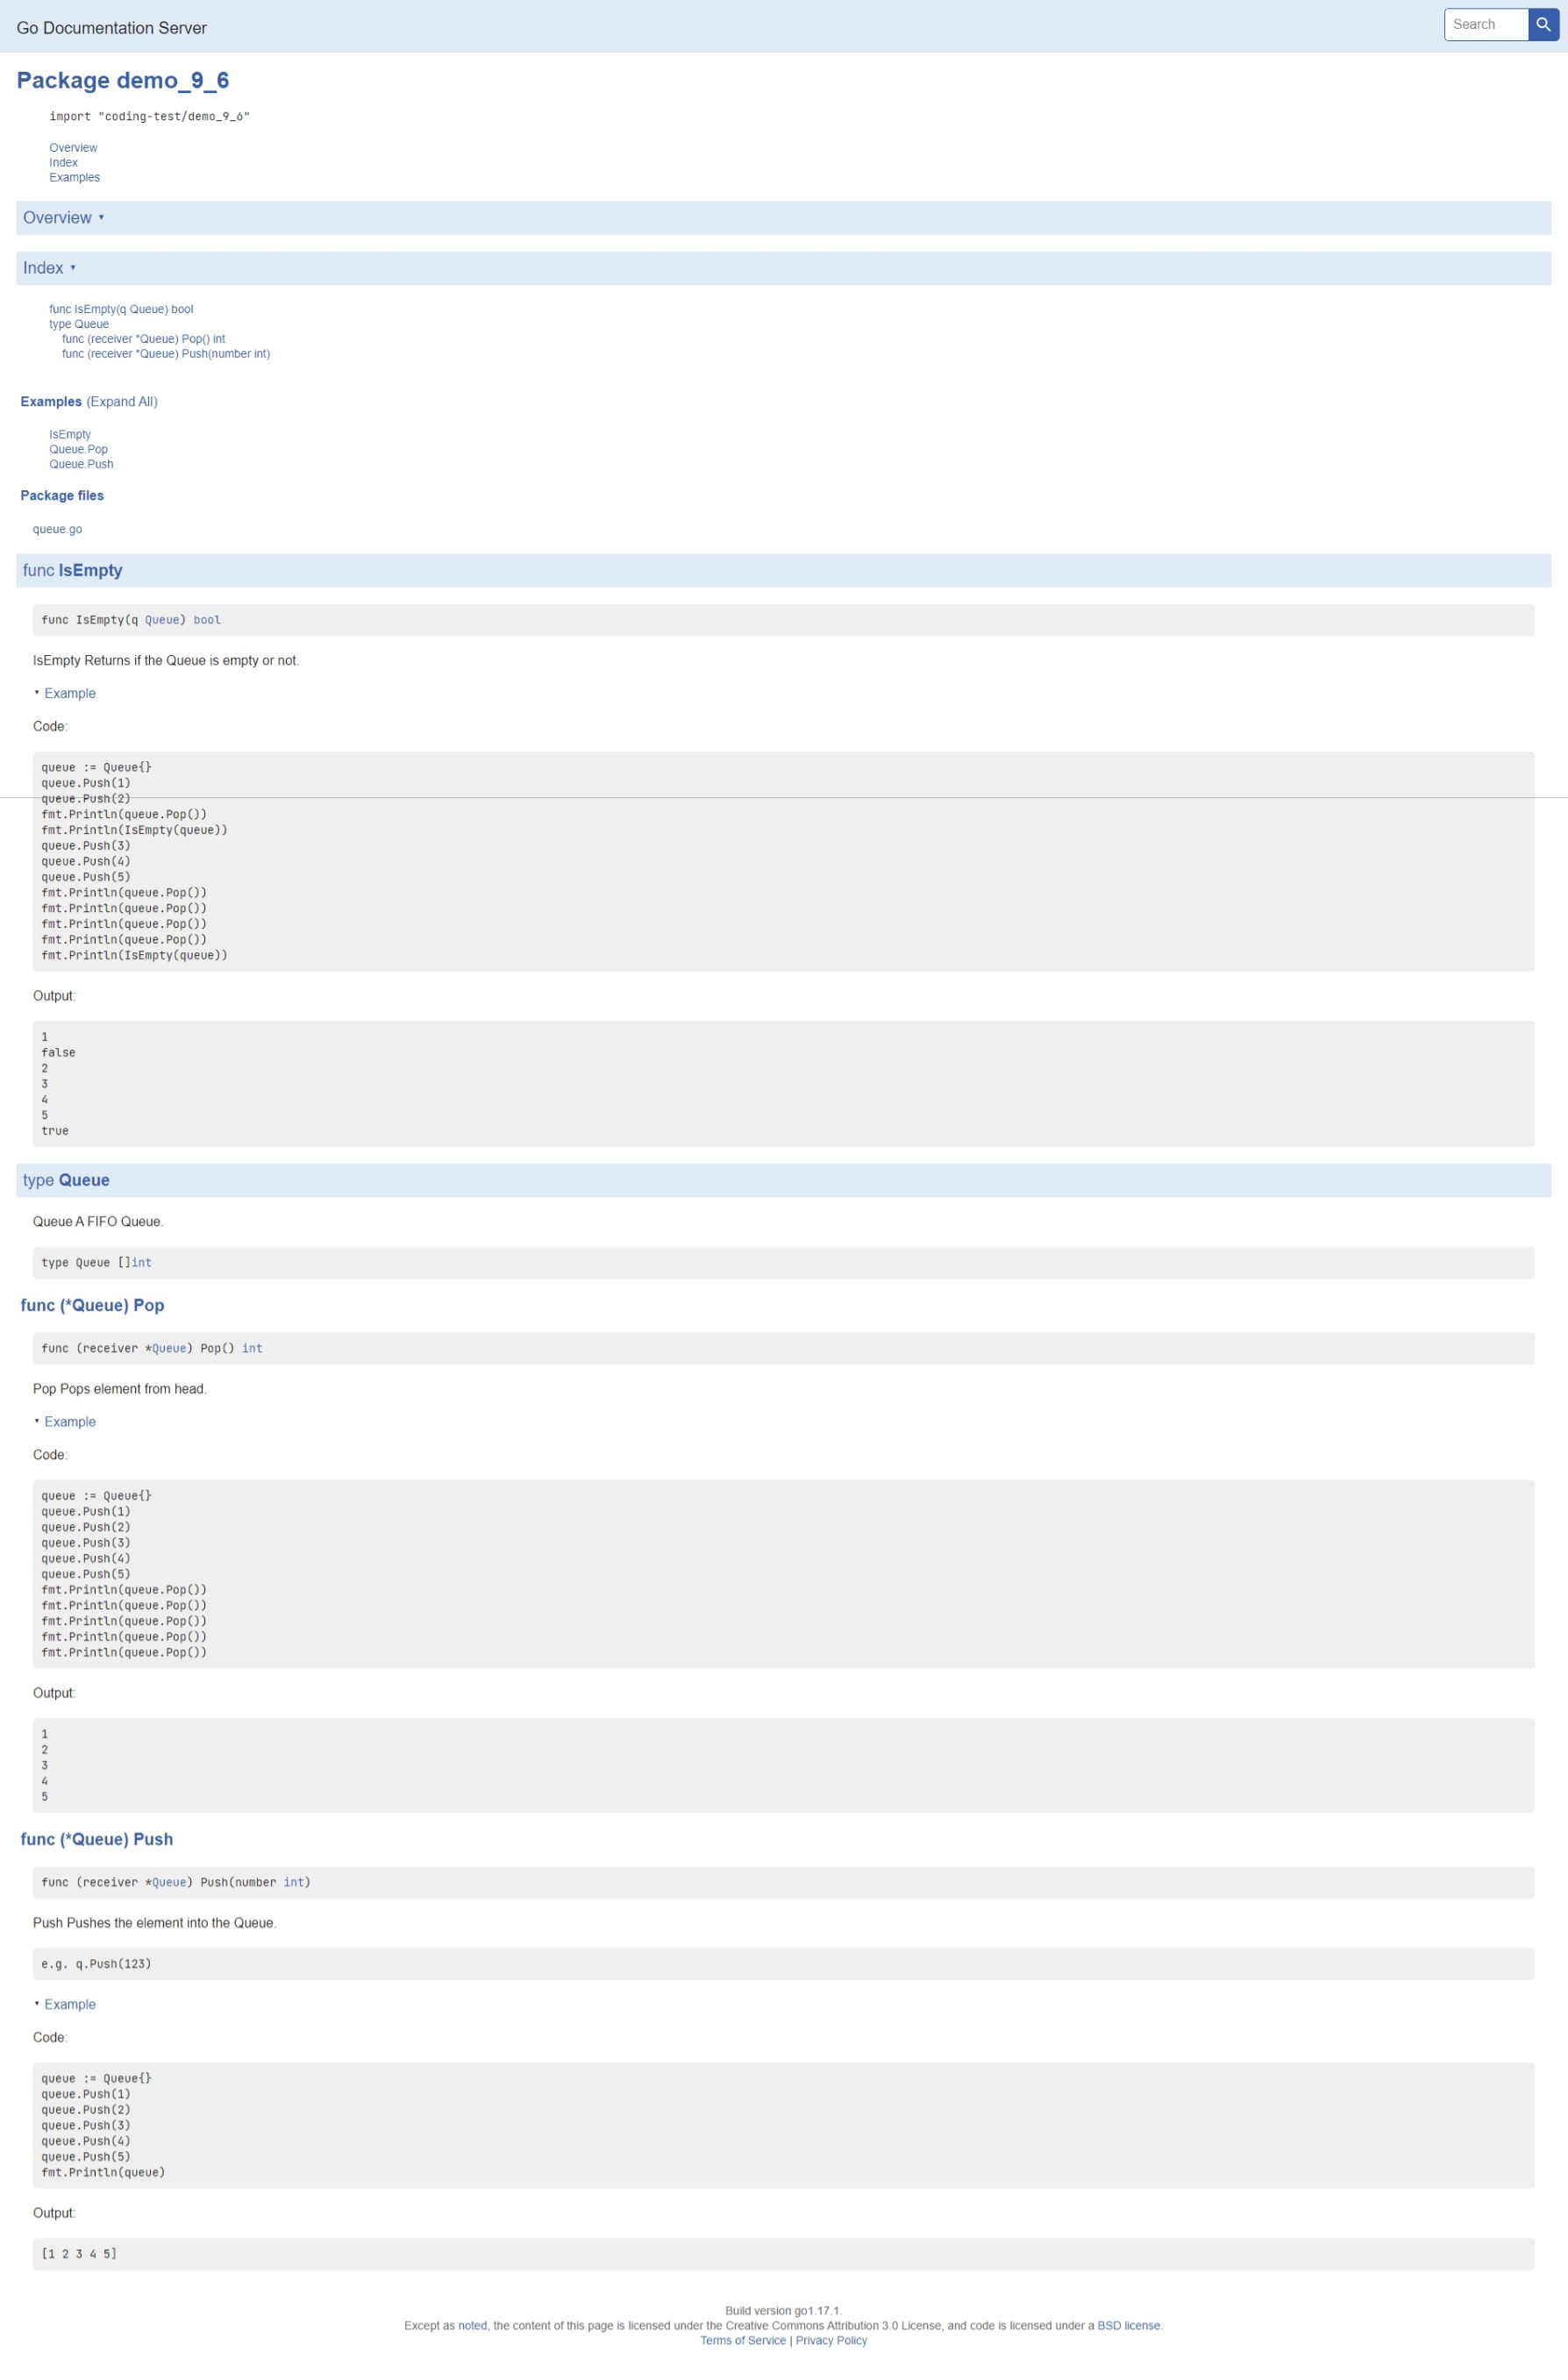 Go Documentation Server
Search
Package demo_9_6
import "coding-test/demo_9_6"
Overview
Index
Examples
Overview ▾
Index ▾
func IsEmpty(q Queue) bool
type Queue
func (receiver *Queue) Pop() int
func (receiver *Queue) Push(number int)
Examples (Expand All)
IsEmpty
Queue.Pop
Queue.Push
Package files
queue.go
func IsEmpty
func IsEmpty(q Queue) bool
IsEmpty Returns if the Queue is empty or not.
▾ Example
Code:
queue := Queue{}
queue.Push(1)
queue.Push(2)
fmt.Println(queue.Pop())
fmt.Println(IsEmpty(queue))
queue.Push(3)
queue.Push(4)
queue.Push(5)
fmt.Println(queue.Pop())
fmt.Println(queue.Pop())
fmt.Println(queue.Pop())
fmt.Println(queue.Pop())
fmt.Println(IsEmpty(queue))
Output:
1
false
2
3
4
5
true
type Queue
Queue A FIFO Queue.
type Queue []int
func (*Queue) Pop
func (receiver *Queue) Pop() int
Pop Pops element from head.
▾ Example
Code:
queue := Queue{}
queue.Push(1)
queue.Push(2)
queue.Push(3)
queue.Push(4)
queue.Push(5)
fmt.Println(queue.Pop())
fmt.Println(queue.Pop())
fmt.Println(queue.Pop())
fmt.Println(queue.Pop())
fmt.Println(queue.Pop())
Output:
1
2
3
4
5
func (*Queue) Push
func (receiver *Queue) Push(number int)
Push Pushes the element into the Queue.
e.g. q.Push(123)
▾ Example
Code:
queue := Queue{}
queue.Push(1)
queue.Push(2)
queue.Push(3)
queue.Push(4)
queue.Push(5)
fmt.Println(queue)
Output:
[1 2 3 4 5]
Build version go1.17.1.
Except as noted, the content of this page is licensed under the Creative Commons Attribution 3.0 License, and code is licensed under a BSD license.
Terms of Service | Privacy Policy